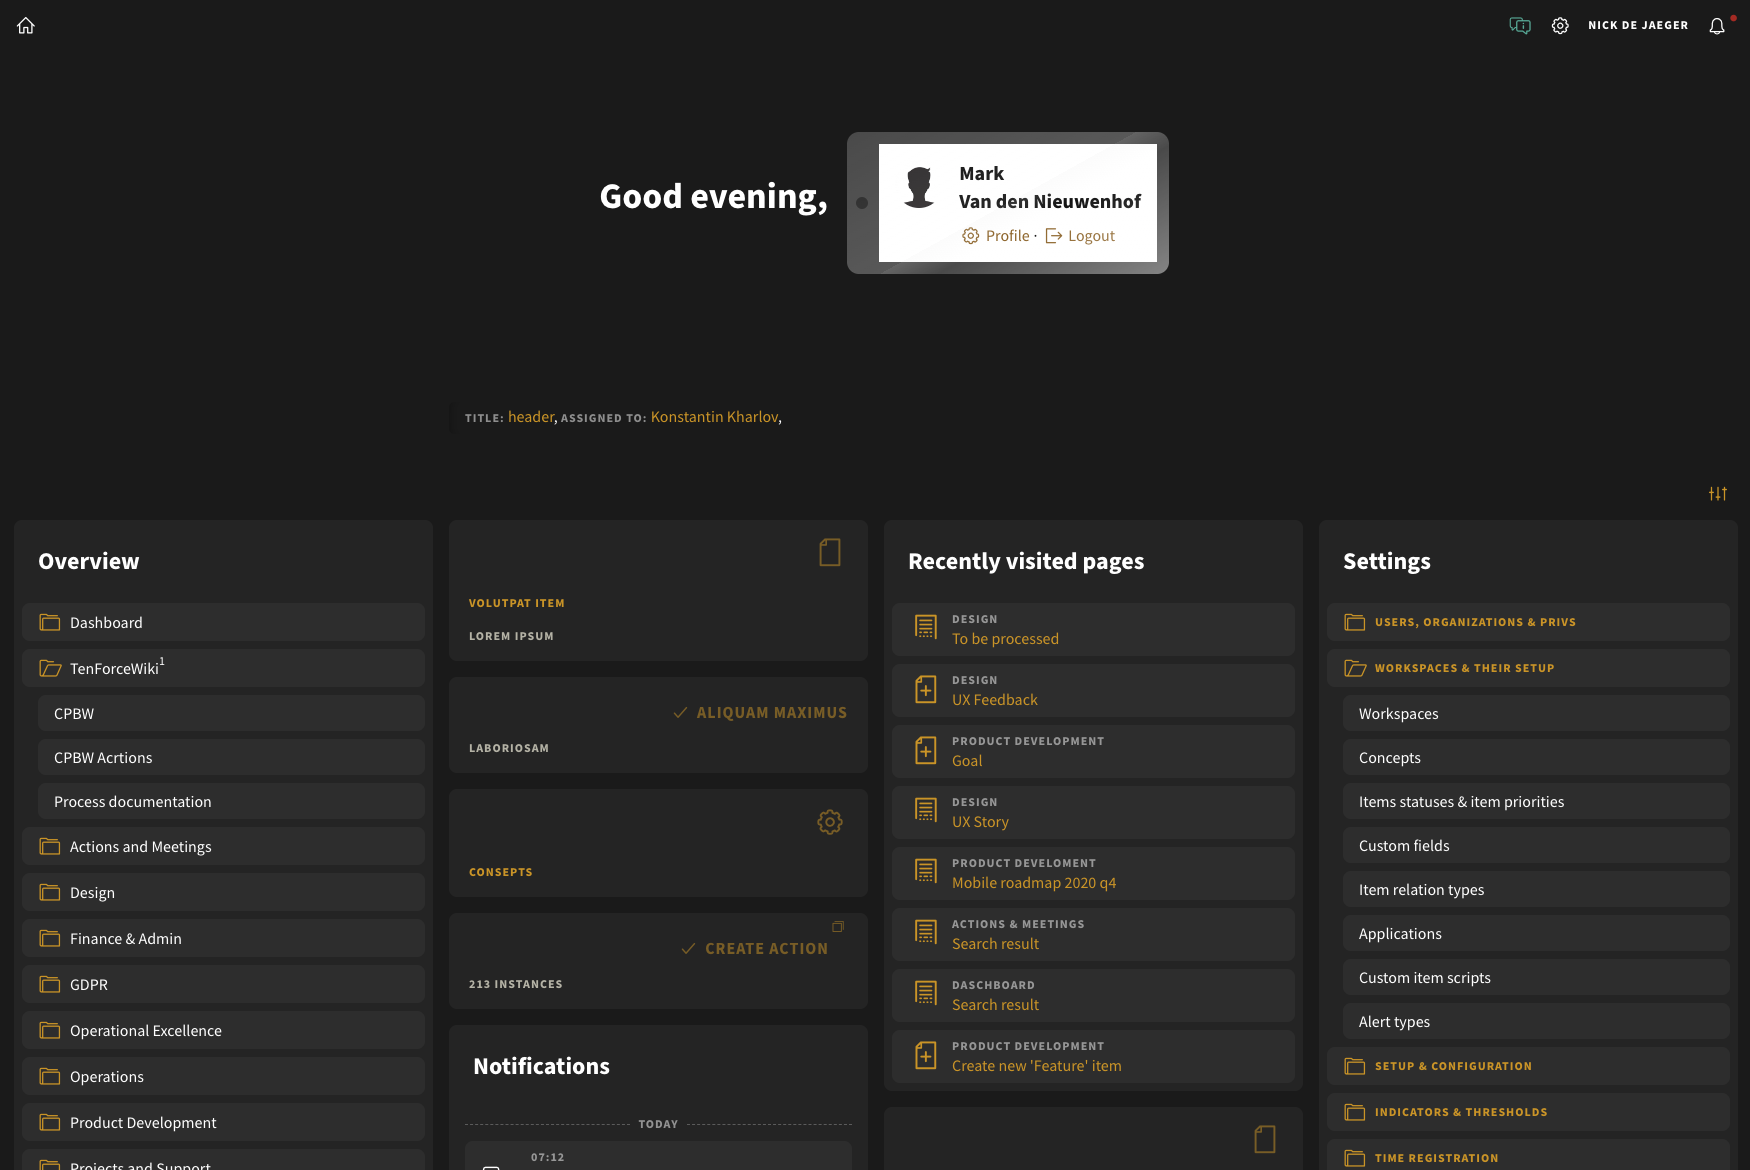 NICK DE JAEGER
Good evening,
Mark
Van den Nieuwenhof
Profile · Logout
TITLE: header, ASSIGNED TO: Konstantin Kharlov,
Overview
Dashboard
TenForceWiki1
CPBW
CPBW Acrtions
Process documentation
Actions and Meetings
Design
Finance & Admin
GDPR
Operational Excellence
Operations
Product Development
Projects and Support
VOLUTPAT ITEM
LOREM IPSUM
ALIQUAM MAXIMUS
LABORIOSAM
CONSEPTS
CREATE ACTION
213 INSTANCES
Notifications
TODAY
07:12
Recently visited pages
DESIGN
To be processed
DESIGN
UX Feedback
PRODUCT DEVELOPMENT
Goal
DESIGN
UX Story
PRODUCT DEVELOMENT
Mobile roadmap 2020 q4
ACTIONS & MEETINGS
Search result
DASCHBOARD
Search result
PRODUCT DEVELOPMENT
Create new 'Feature' item
Settings
USERS, ORGANIZATIONS & PRIVS
WORKSPACES & THEIR SETUP
Workspaces
Concepts
Items statuses & item priorities
Custom fields
Item relation types
Applications
Custom item scripts
Alert types
SETUP & CONFIGURATION
INDICATORS & THRESHOLDS
TIME REGISTRATION